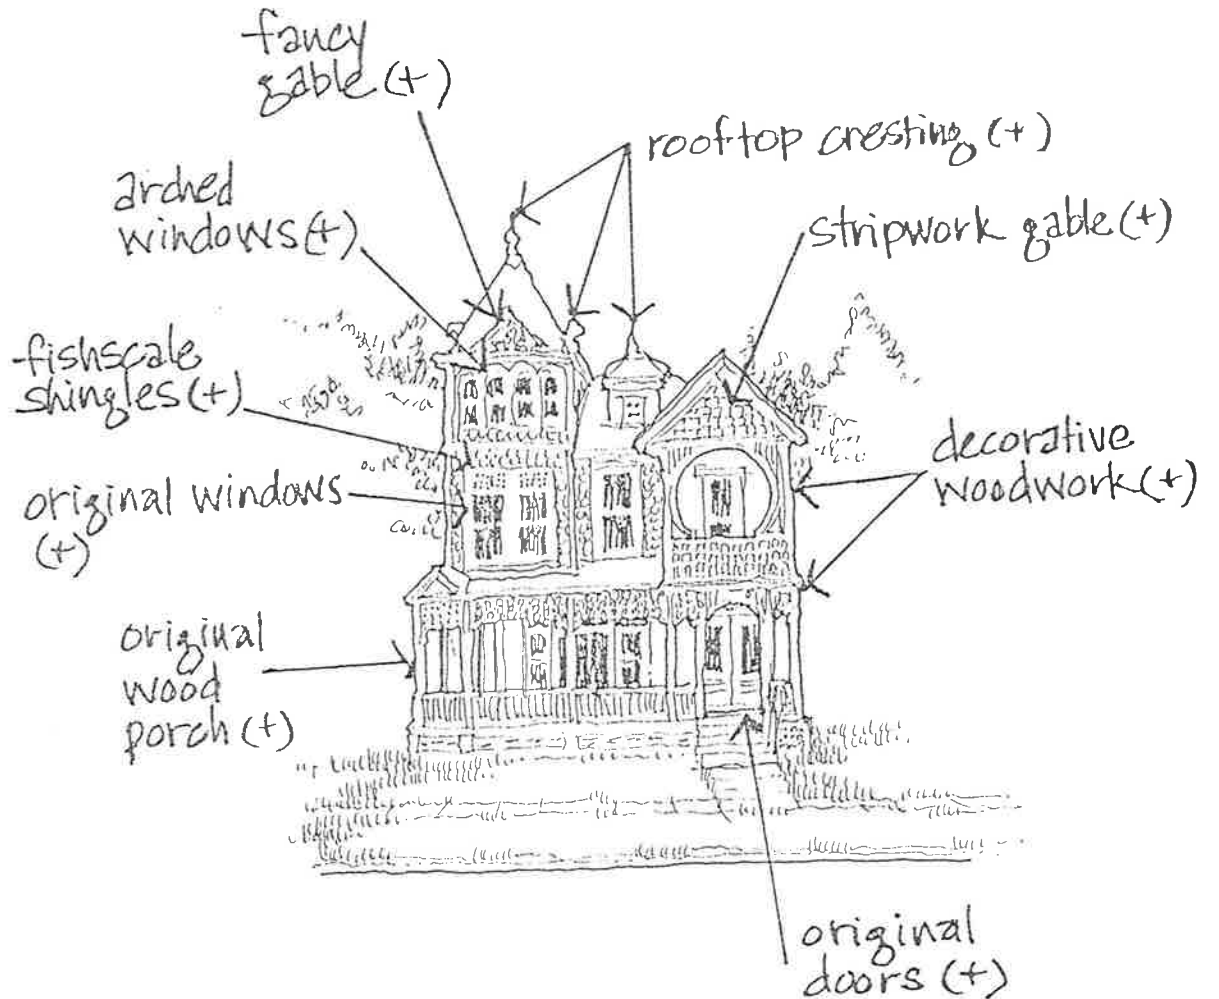 fancy
gable (+)
rooftop cresting (+)
arched
windows (+)
stripwork gable (+)
fishscale
shingles (+)
decorative
woodwork (+)
original windows
(+)
original
wood
porch (+)
original
doors (+)